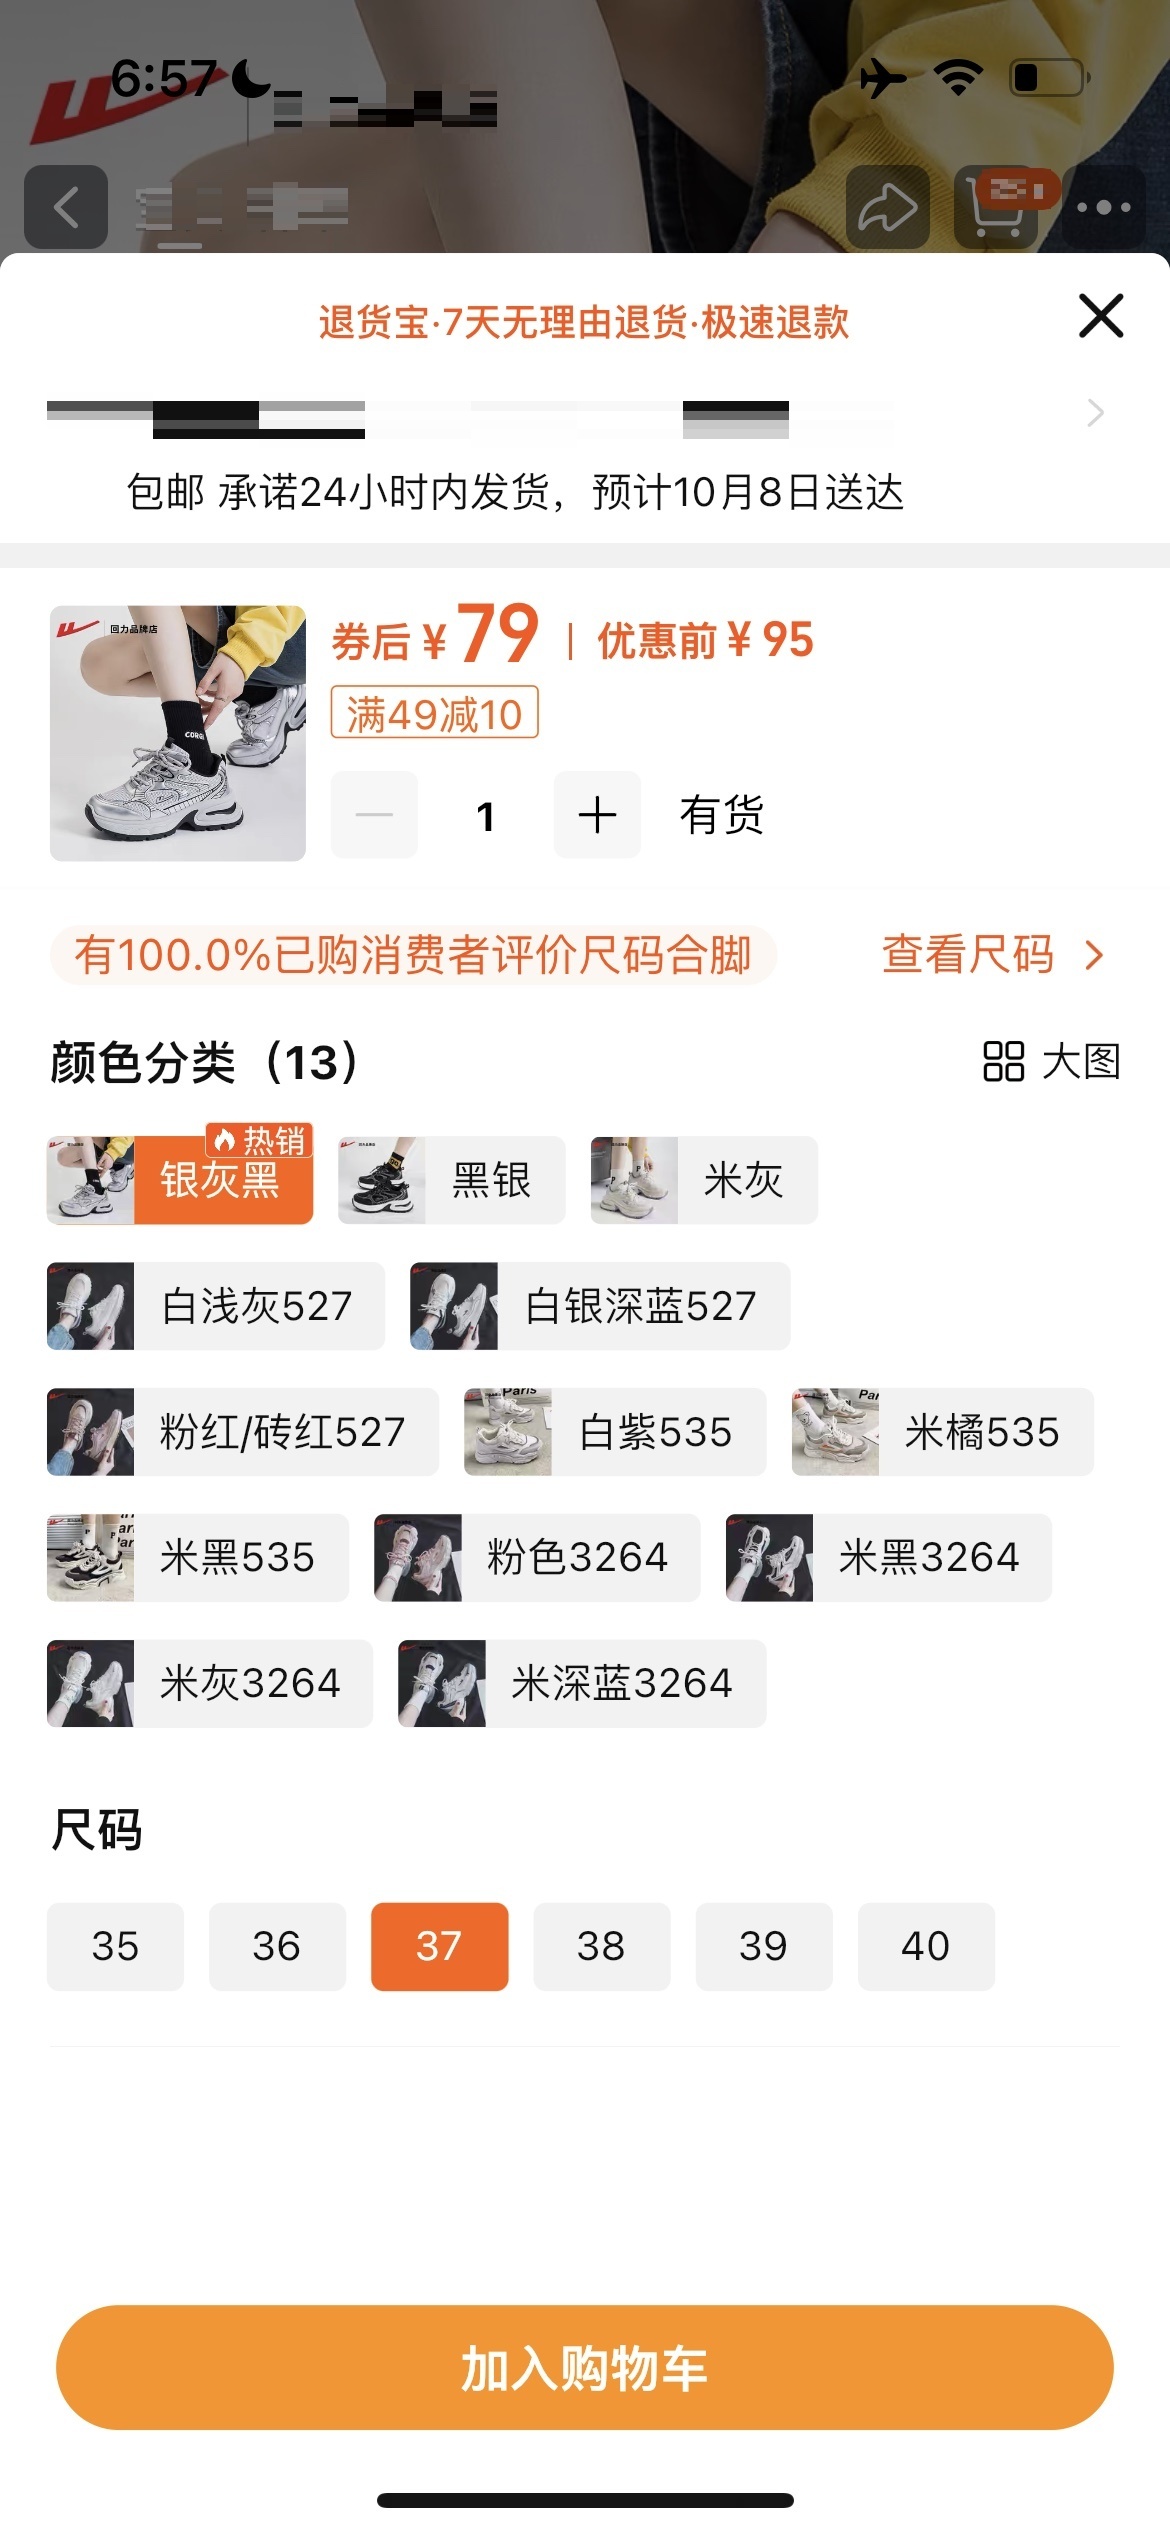 6:57
退货宝·7天无理由退货·极速退款
包邮 承诺24小时内发货，预计10月8日送达
回力品牌店
CORGI
券后 ¥ 79 | 优惠前 ¥ 95
满49减10
1 有货
有100.0%已购消费者评价尺码合脚 查看尺码
颜色分类（13） 大图
热销
银灰黑 黑银 米灰
白浅灰527 白银深蓝527
Paris Par
粉红/砖红527 白紫535 米橘535
米黑535 粉色3264 米黑3264
米灰3264 米深蓝3264
尺码
35 36 37 38 39 40
加入购物车